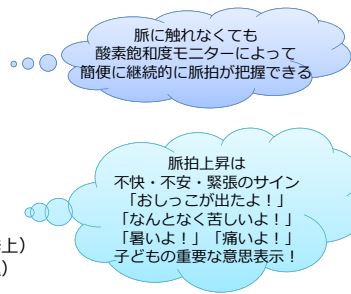 脈に触れなくても
酸素飽和度モニターによって
簡便に継続的に脈拍が把握できる
脈拍上昇は
不快・不安・緊張のサイン
「おしっこが出たよ！」
「なんとなく苦しいよ！」
「暑いよ！」「痛いよ！」
子どもの重要な意思表示！
上）
）